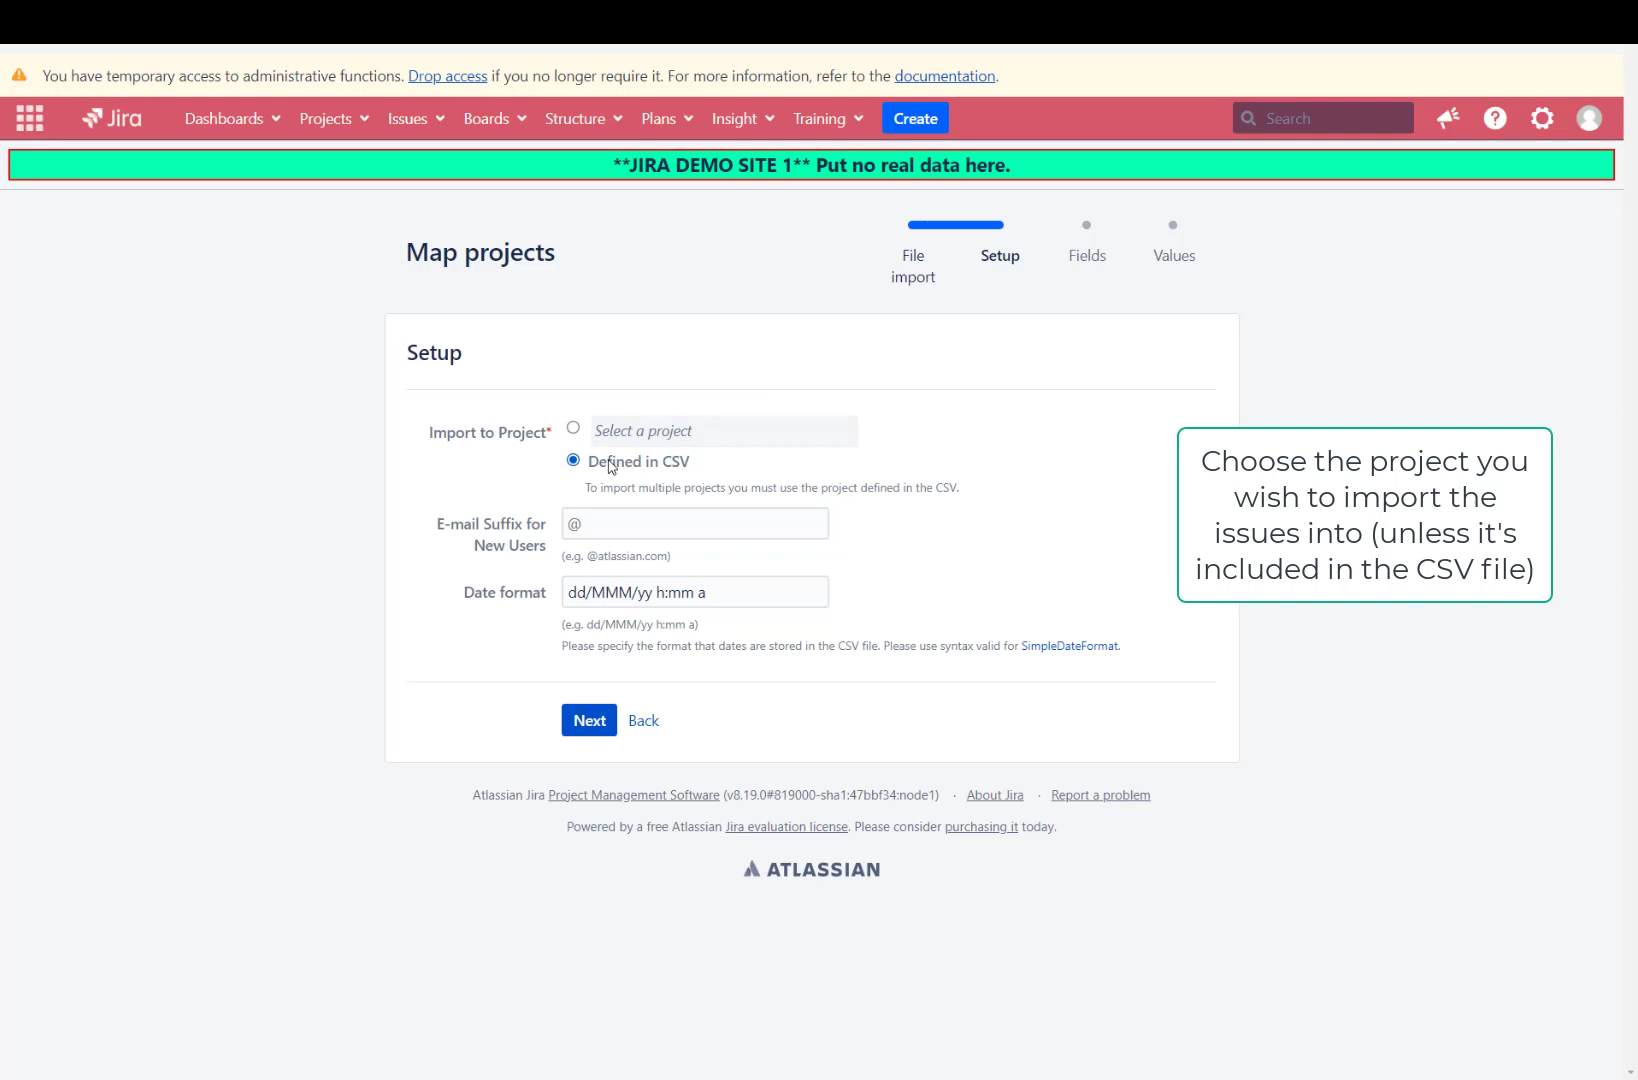 You have temporary access to administrative functions. Drop access if you no longer require it. For more information, refer to the documentation.
Jira Dashboards Projects Issues Boards Structure Plans Insight Training Create Search
**JIRA DEMO SITE 1** Put no real data here.
Map projects
File import
Setup
Fields
Values
Setup
Import to Project*
Select a project
Defined in CSV
To import multiple projects you must use the project defined in the CSV.
E-mail Suffix for
New Users
@
(e.g. @atlassian.com)
Date format
dd/MMM/yy h:mm a
(e.g. dd/MMM/yy h:mm a)
Please specify the format that dates are stored in the CSV file. Please use syntax valid for SimpleDateFormat.
Next Back
Choose the project you
wish to import the
issues into (unless it's
included in the CSV file)
Atlassian Jira Project Management Software (v8.19.0#819000-sha1:47bbf34:node1) · About Jira · Report a problem
Powered by a free Atlassian Jira evaluation license. Please consider purchasing it today.
ATLASSIAN